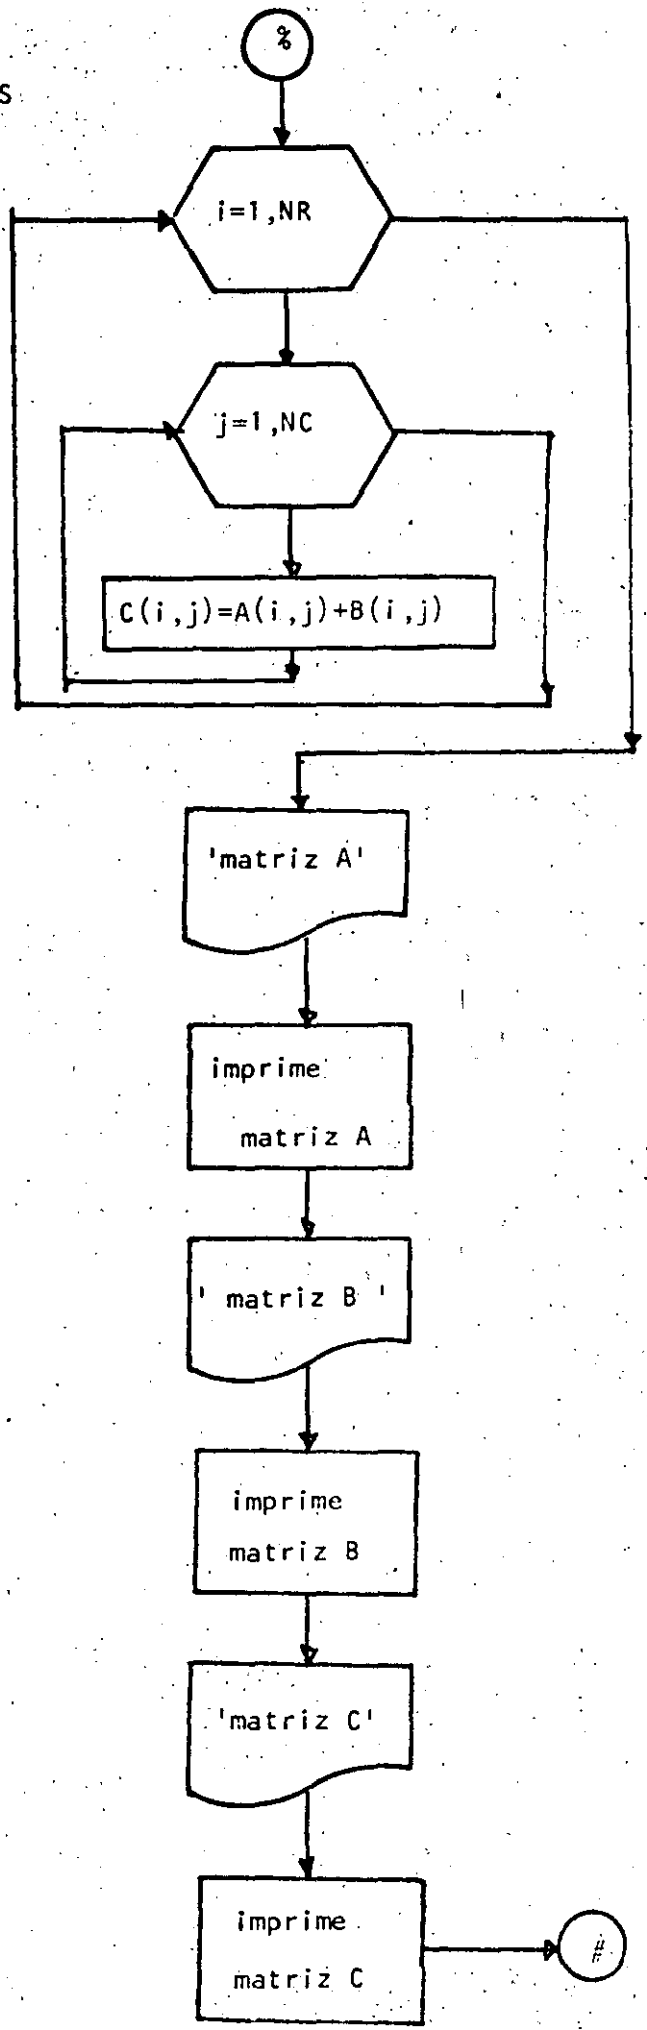 %
S
i=1,NR
j=1,NC
C(i,j)=A(i,j)+B(i,j)
'matriz A'
imprime
matriz A
' matriz B '
imprime
matriz B
'matriz C'
imprime
matriz C
#